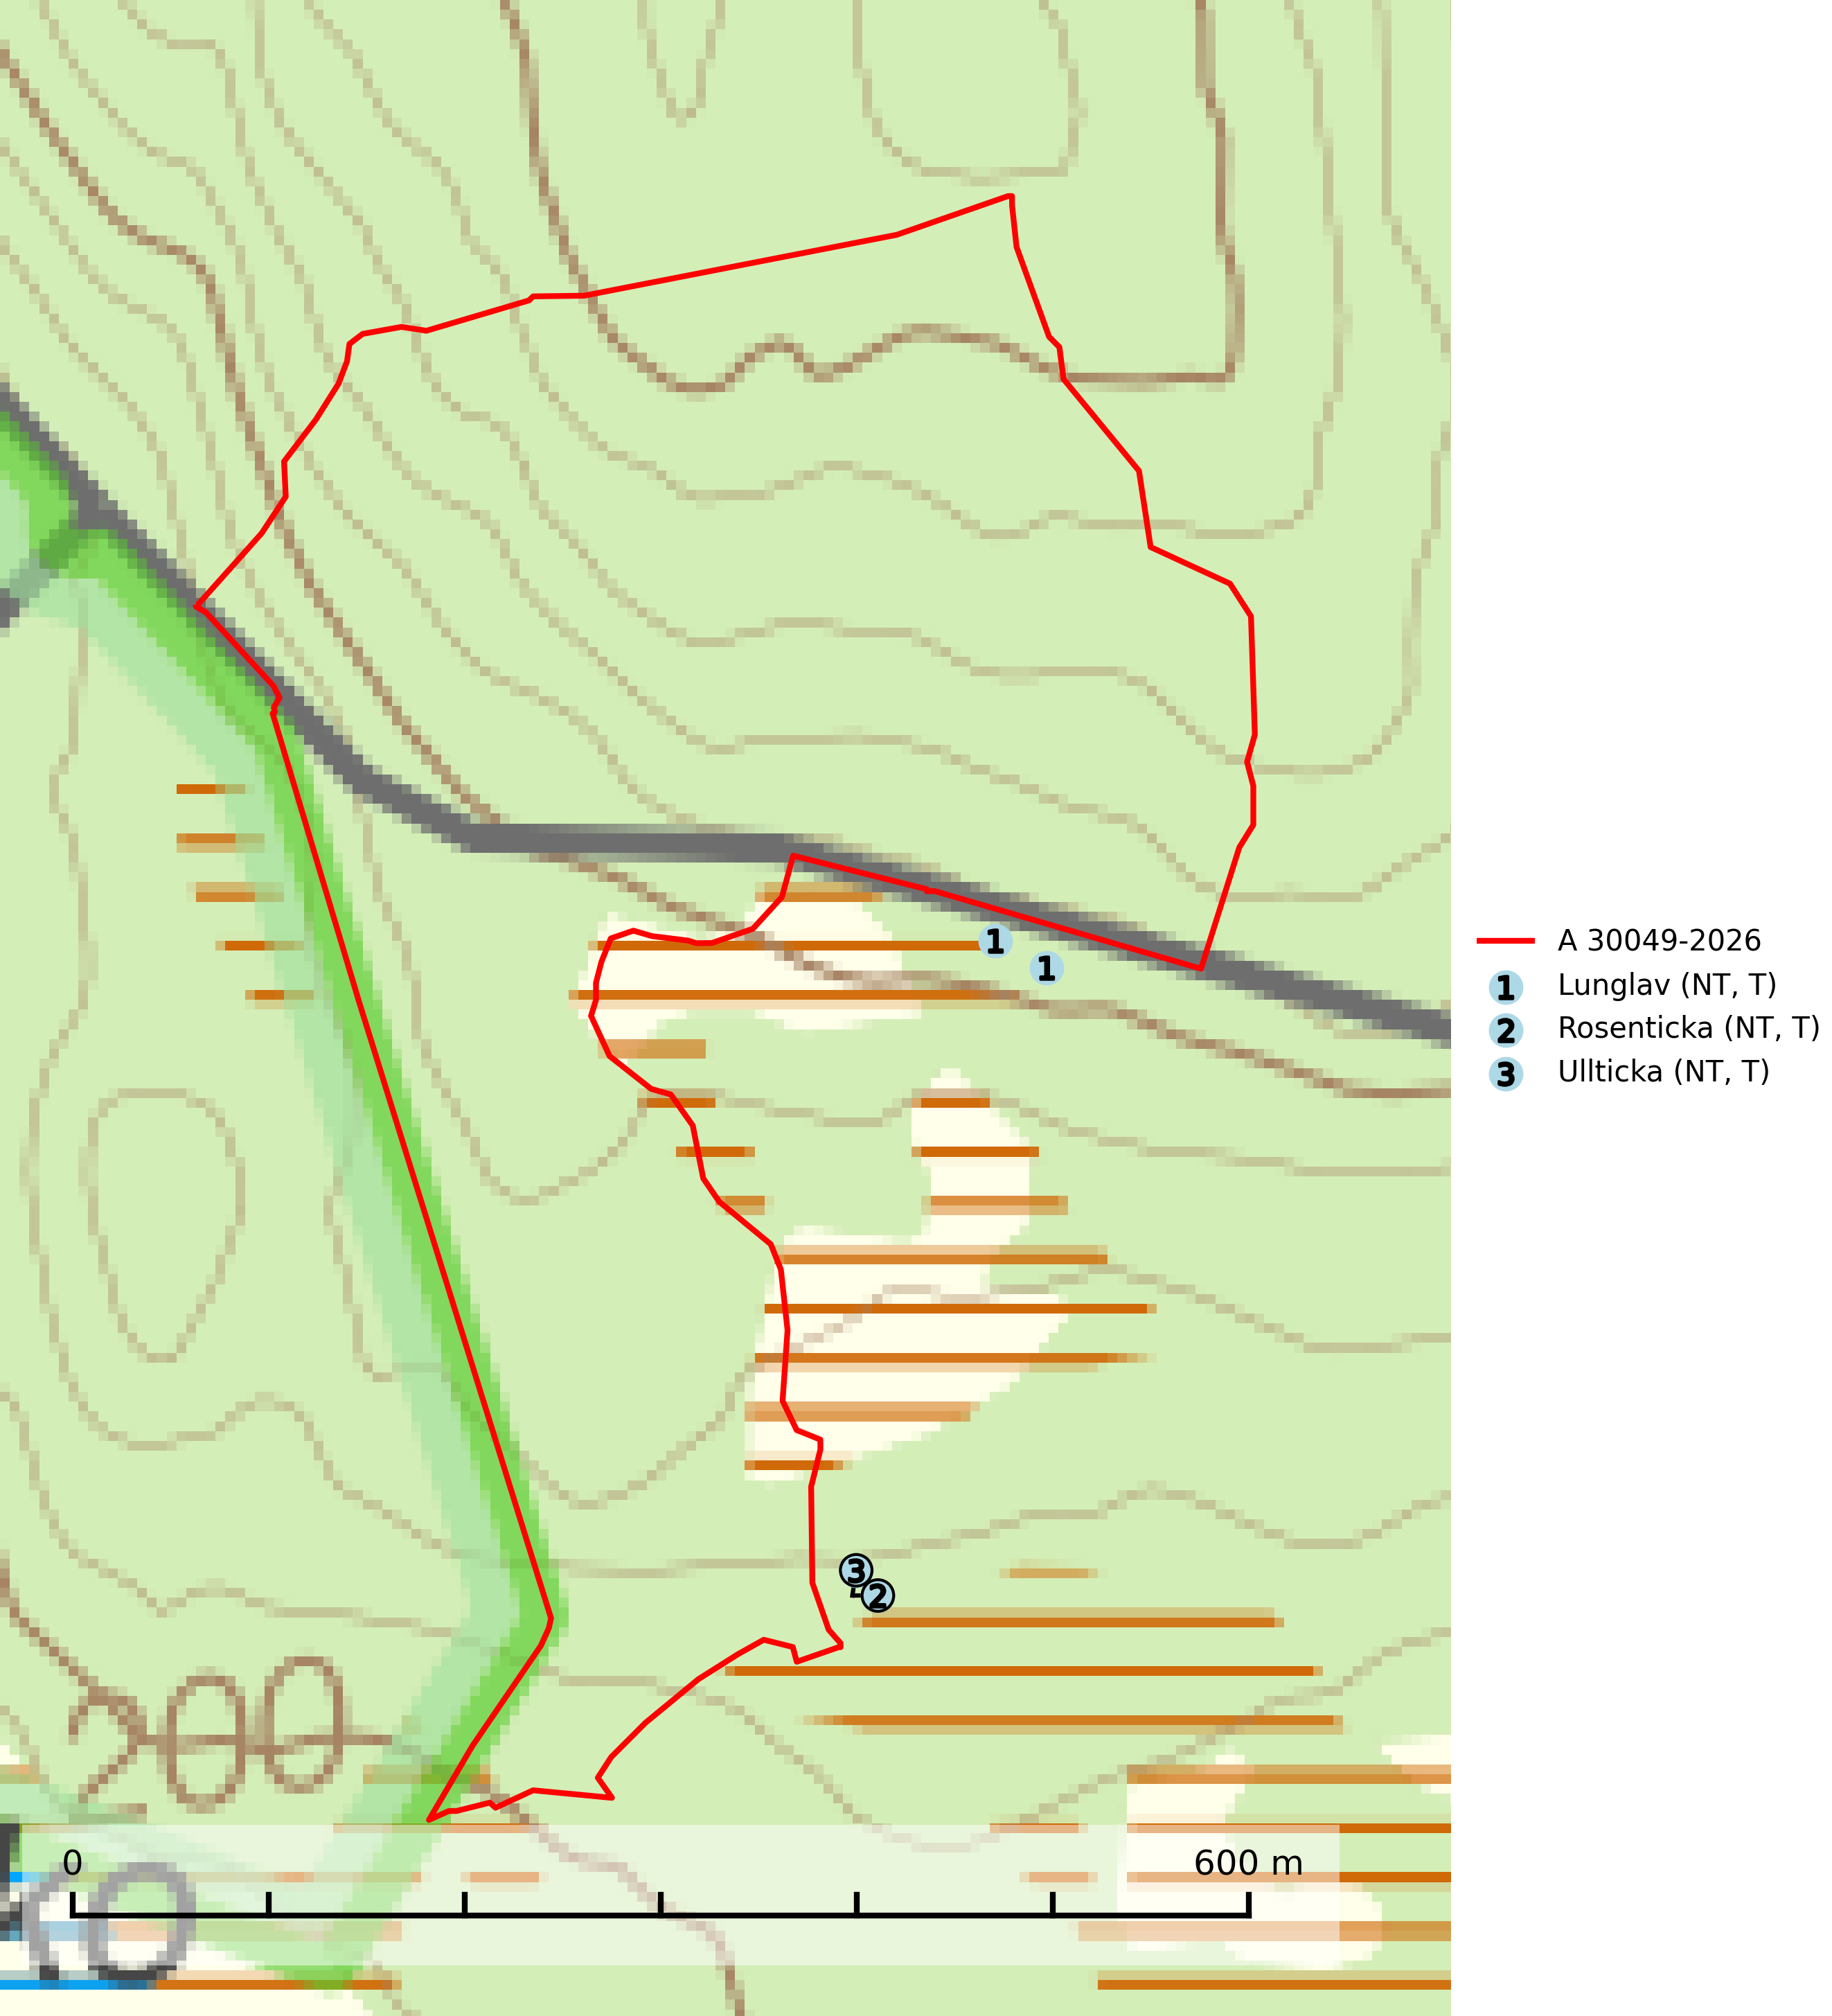 1
1
3
2
200
0
600 m
A 30049-2026
1 Lunglav (NT, T)
2 Rosenticka (NT, T)
3 Ullticka (NT, T)